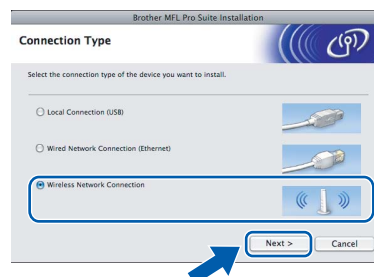 Brother MFL Pro Suite Installation
Connection Type
Select the connection type of the device you want to install.
Local Connection (USB)
Wired Network Connection (Ethernet)
Wireless Network Connection
Next >
Cancel